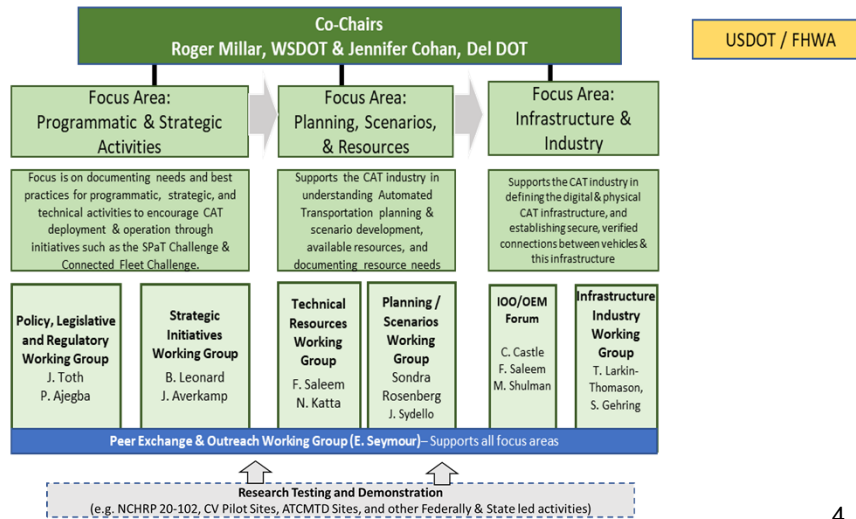 Co-Chairs
Roger Millar, WSDOT & Jennifer Cohan, Del DOT
USDOT / FHWA
Focus Area:
Programmatic & Strategic
Activities
Focus is on documenting needs and best
practices for programmatic, strategic, and
technical activities to encourage CAT
deployment & operation through
initiatives such as the SPaT Challenge &
Connected Fleet Challenge.
Focus Area:
Planning, Scenarios,
& Resources
Supports the CAT industry in
understanding Automated
Transportation planning &
scenario development,
available resources, and
documenting resource needs
Focus Area:
Infrastructure &
Industry
Supports the CAT industry in
defining the digital & physical
CAT infrastructure, and
establishing secure, verified
connections between vehicles &
this infrastructure
Policy, Legislative
and Regulatory
Working Group
J. Toth
P. Ajegba
Strategic
Initiatives
Working Group
B. Leonard
J. Averkamp
Technical
Resources
Working
Group
F. Saleem
N. Katta
Planning /
Scenarios
Working
Group
Sondra
Rosenberg
J. Sydello
IOO/OEM
Forum
C. Castle
F. Saleem
M. Shulman
Infrastructure
Industry
Working
Group
T. Larkin-
Thomason,
S. Gehring
Peer Exchange & Outreach Working Group (E. Seymour)– Supports all focus areas
Research Testing and Demonstration
(e.g. NCHRP 20-102, CV Pilot Sites, ATCMTD Sites, and other Federally & State led activities)
4